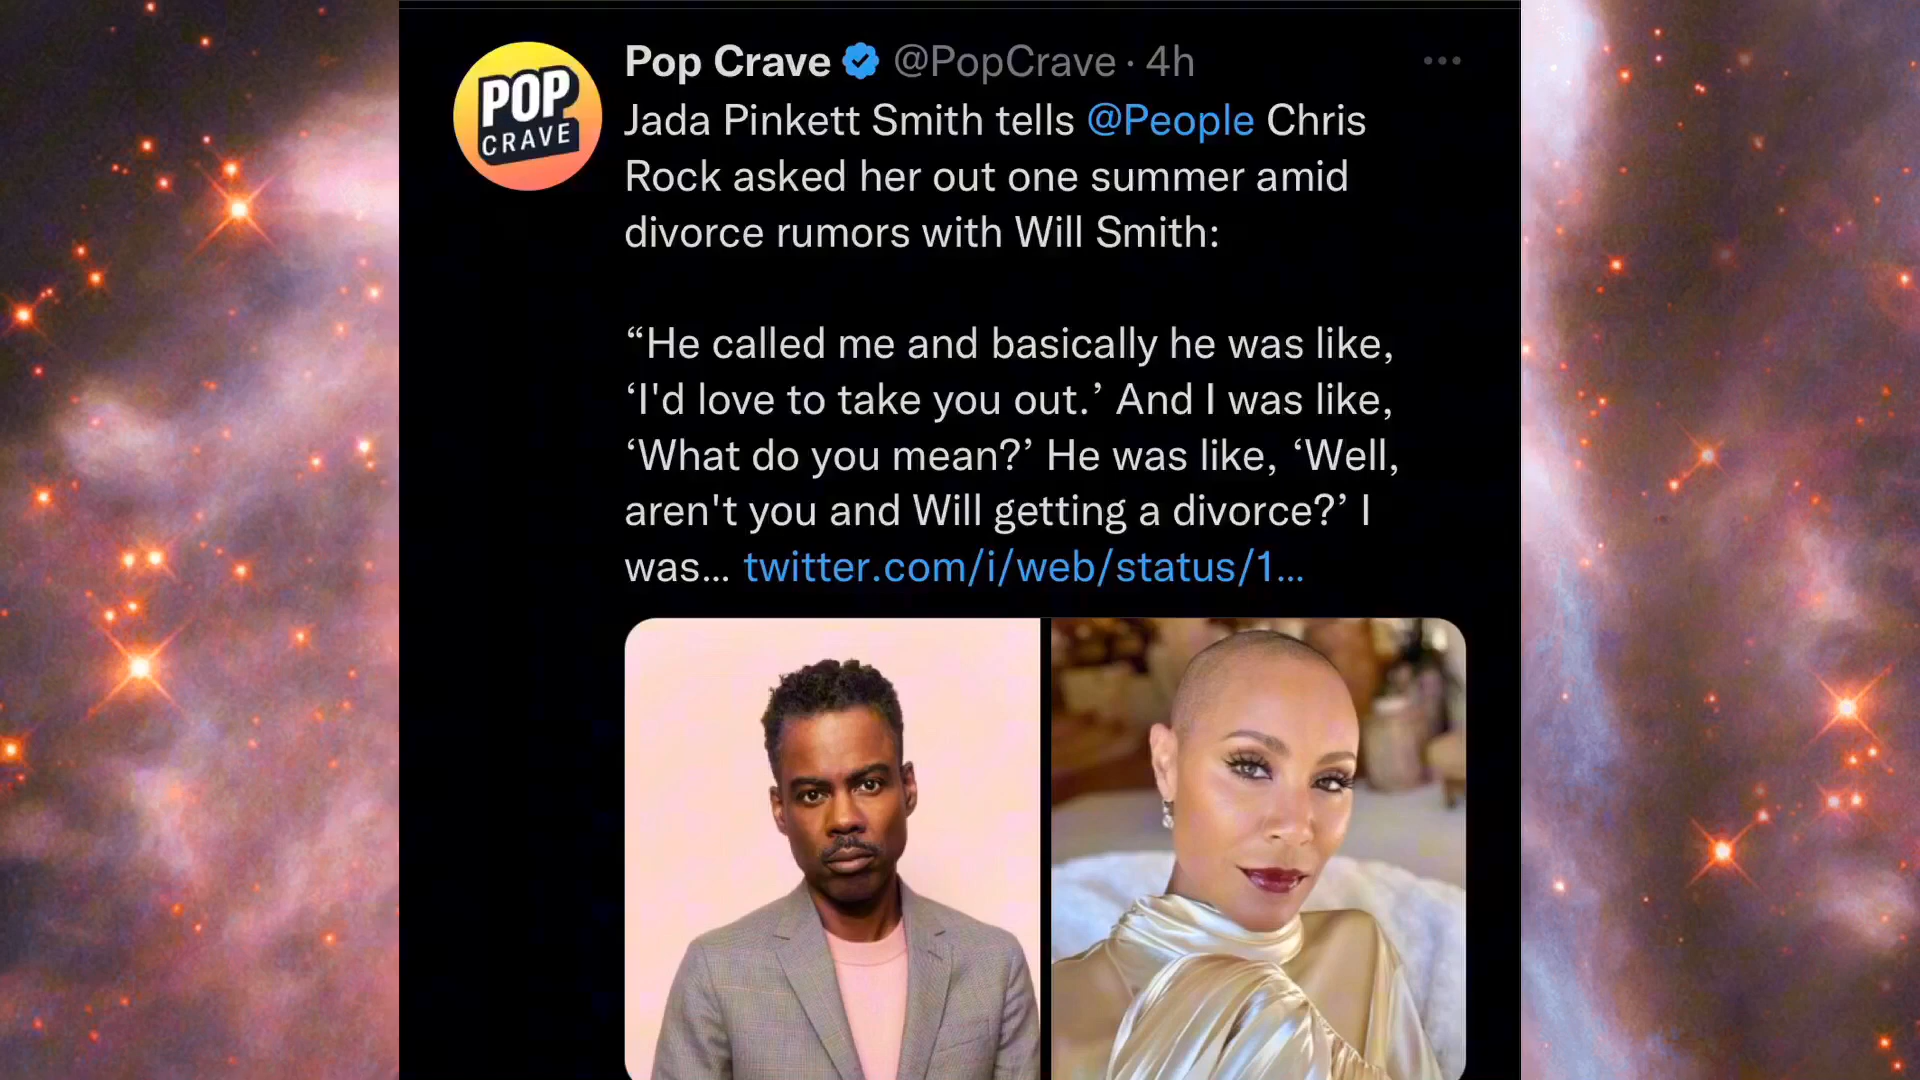 POP
CRAVE
Pop Crave @PopCrave · 4h
Jada Pinkett Smith tells @People Chris
Rock asked her out one summer amid
divorce rumors with Will Smith:
“He called me and basically he was like,
‘I'd love to take you out.’ And I was like,
‘What do you mean?’ He was like, ‘Well,
aren't you and Will getting a divorce?’ I
was... twitter.com/i/web/status/1...